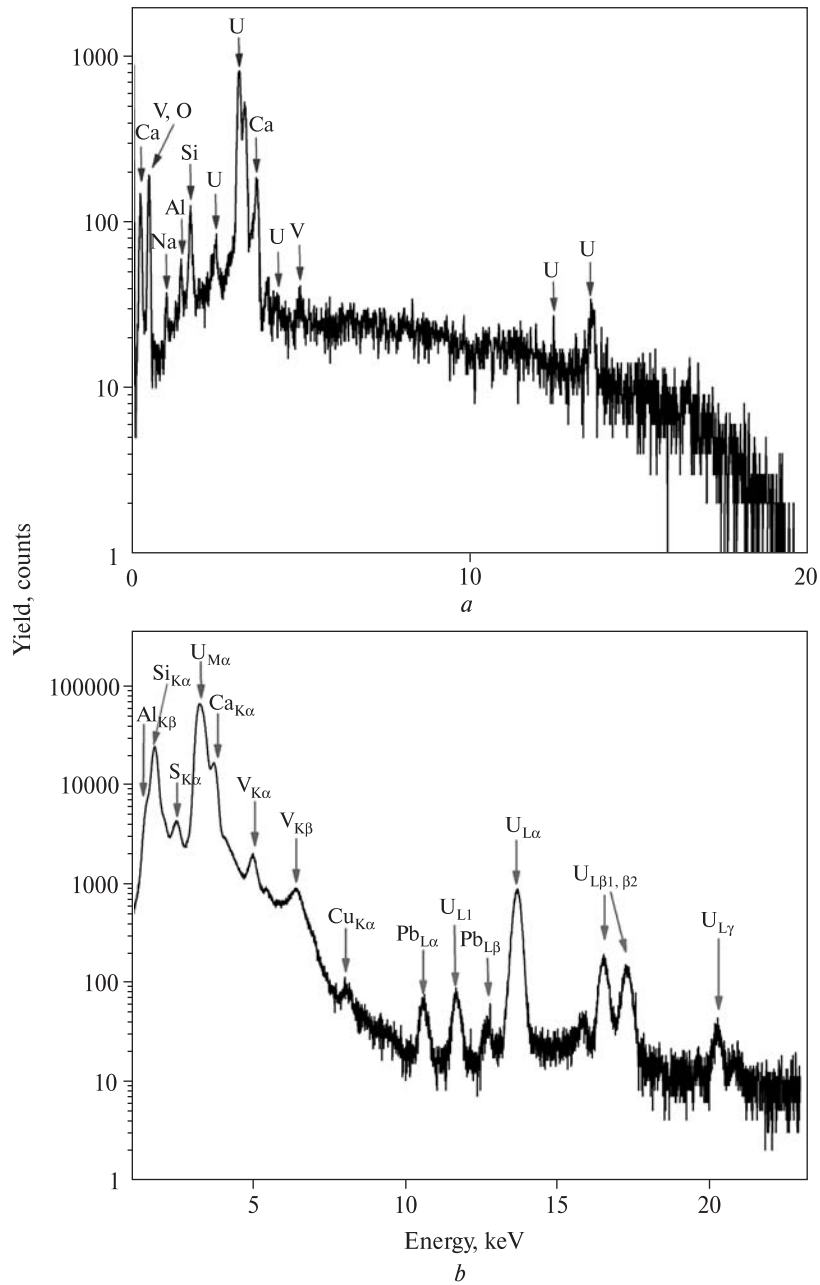 Yield, counts
U
1000
V, O
Ca
Ca
Si
U
100
Al
Na
U
V
U
U
10
1
0
10
20
a
U_Mα
Si_Kα
100000
Ca_Kα
Al_Kβ
S_Kα
10000
V_Kα
V_Kβ
U_Lα
U_Lβ1, β2
1000
Cu_Kα
Pb_Lα
U_L1
Pb_Lβ
U_Lγ
100
10
1
5
10
15
20
Energy, keV
b